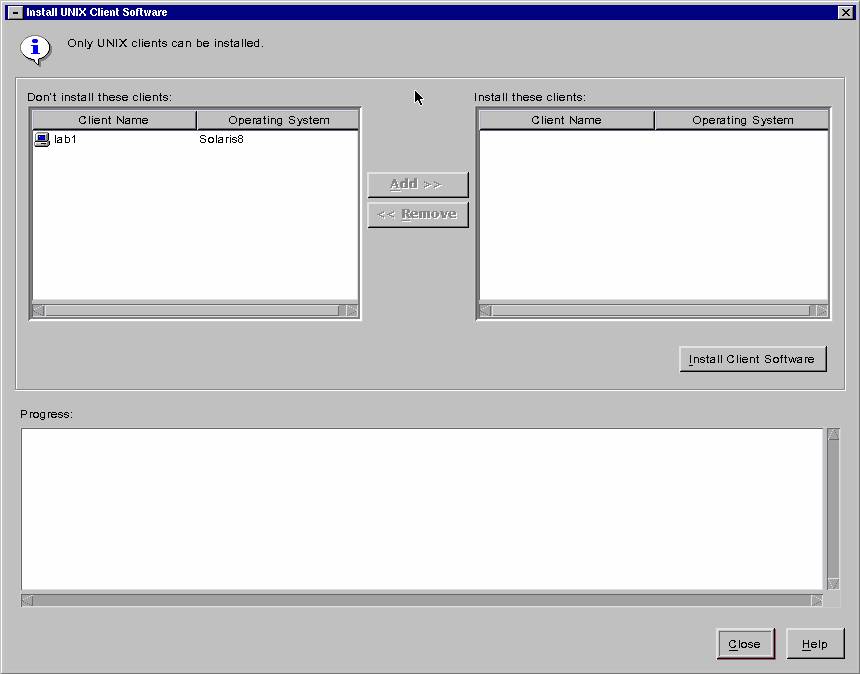 Install UNIX Client Software
Only UNIX clients can be installed.
Don't install these clients:
Client Name
Operating System
lab1
Solaris8
Add >>
<< Remove
Install these clients:
Client Name
Operating System
Install Client Software
Progress:
Close
Help